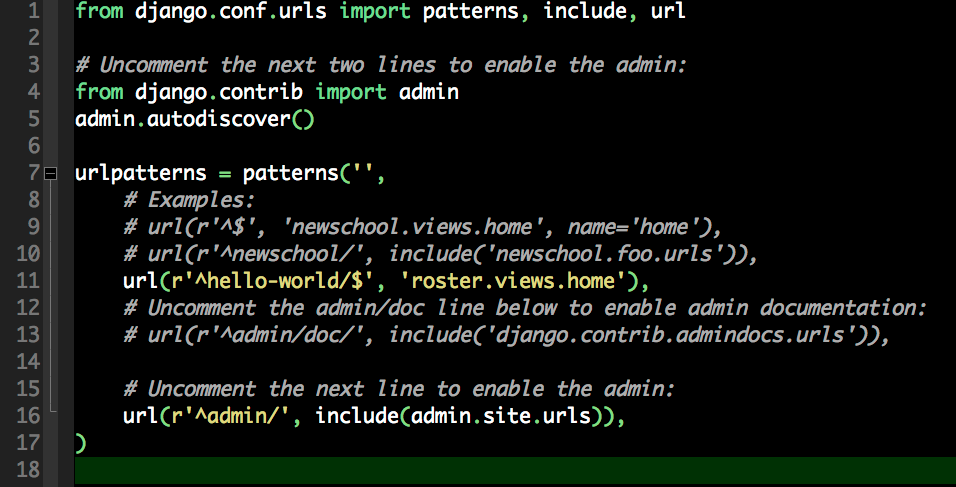 1 from django.conf.urls import patterns, include, url
2
3 # Uncomment the next two lines to enable the admin:
4 from django.contrib import admin
5 admin.autodiscover()
6
7 urlpatterns = patterns('',
8     # Examples:
9     # url(r'^$', 'newschool.views.home', name='home'),
10     # url(r'^newschool/', include('newschool.foo.urls')),
11     url(r'^hello-world/$', 'roster.views.home'),
12     # Uncomment the admin/doc line below to enable admin documentation:
13     # url(r'^admin/doc/', include('django.contrib.admindocs.urls')),
14
15     # Uncomment the next line to enable the admin:
16     url(r'^admin/', include(admin.site.urls)),
17 )
18